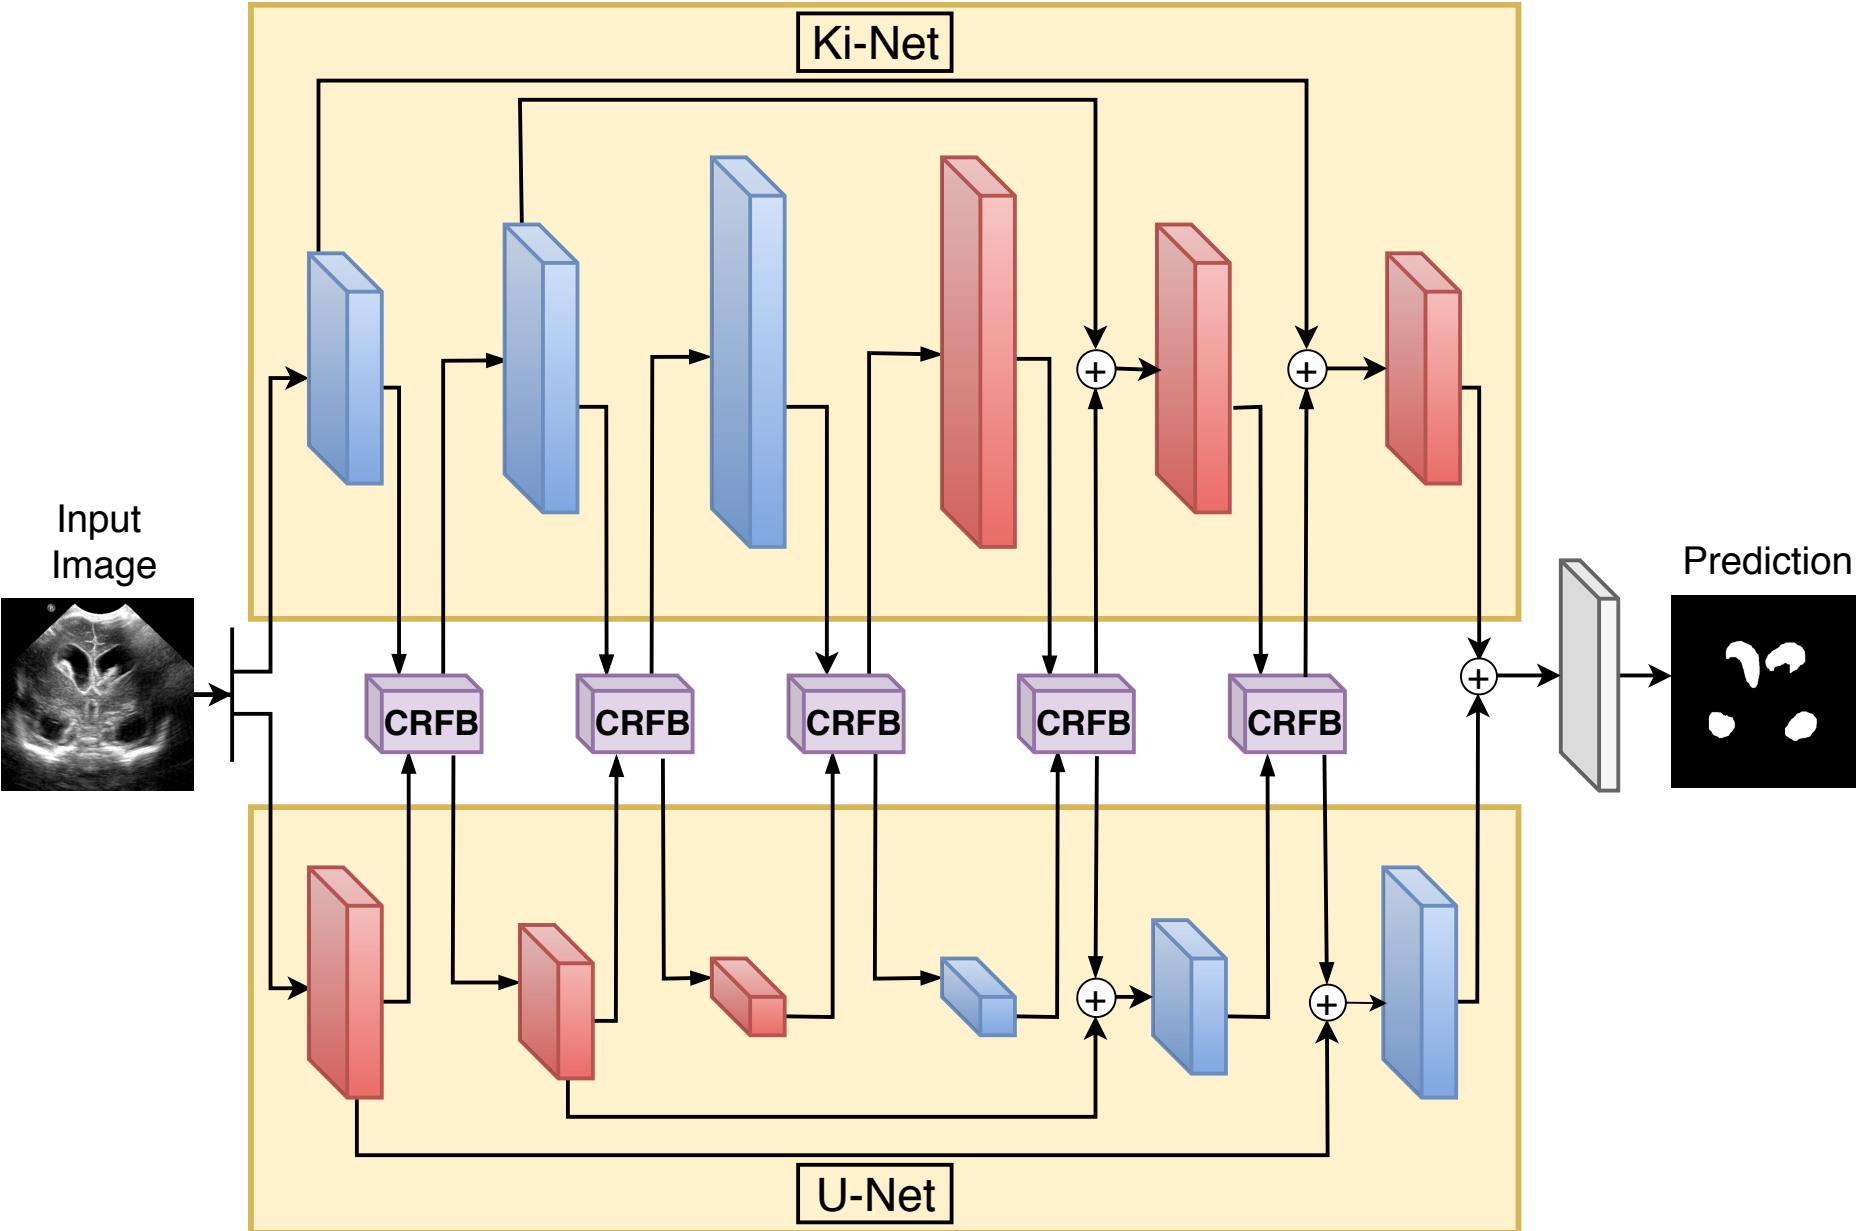 Ki-Net
Input
Image
Prediction
CRFB
CRFB
CRFB
CRFB
CRFB
+
+
+
+
+
U-Net